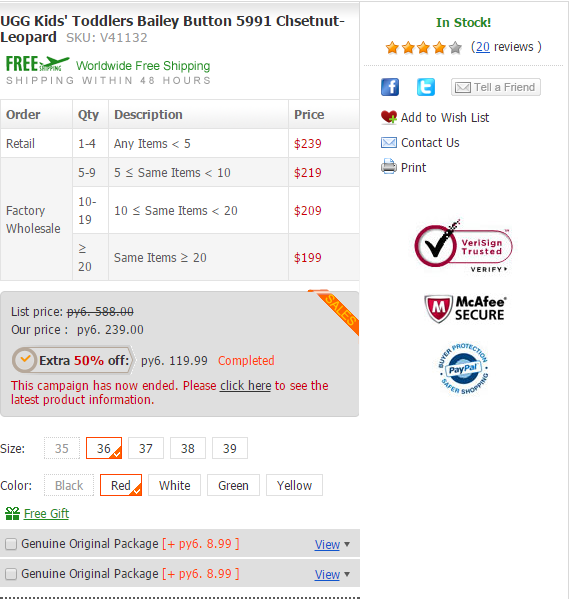 UGG Kids' Toddlers Bailey Button 5991 Chsetnut-
Leopard SKU: V41132
FREE SHIPPING Worldwide Free Shipping
SHIPPING WITHIN 48 HOURS
Order Qty Description Price
Retail 1-4 Any Items < 5 $239
5-9 5 ≤ Same Items < 10 $219
Factory Wholesale
10-19 10 ≤ Same Items < 20 $209
≥ 20 Same Items ≥ 20 $199
SALES
List price: ру6. 588.00
Our price : ру6. 239.00
Extra 50% off: ру6. 119.99 Completed
This campaign has now ended. Please click here to see the
latest product information.
Size: 35 36 37 38 39
Color: Black Red White Green Yellow
Free Gift
Genuine Original Package [+ ру6. 8.99 ] View
Genuine Original Package [+ ру6. 8.99 ] View
In Stock!
(20 reviews )
Tell a Friend
Add to Wish List
Contact Us
Print
VeriSign
Trusted
VERIFY
McAfee
SECURE
BUYER PROTECTION
PayPal
SAFER SHOPPING